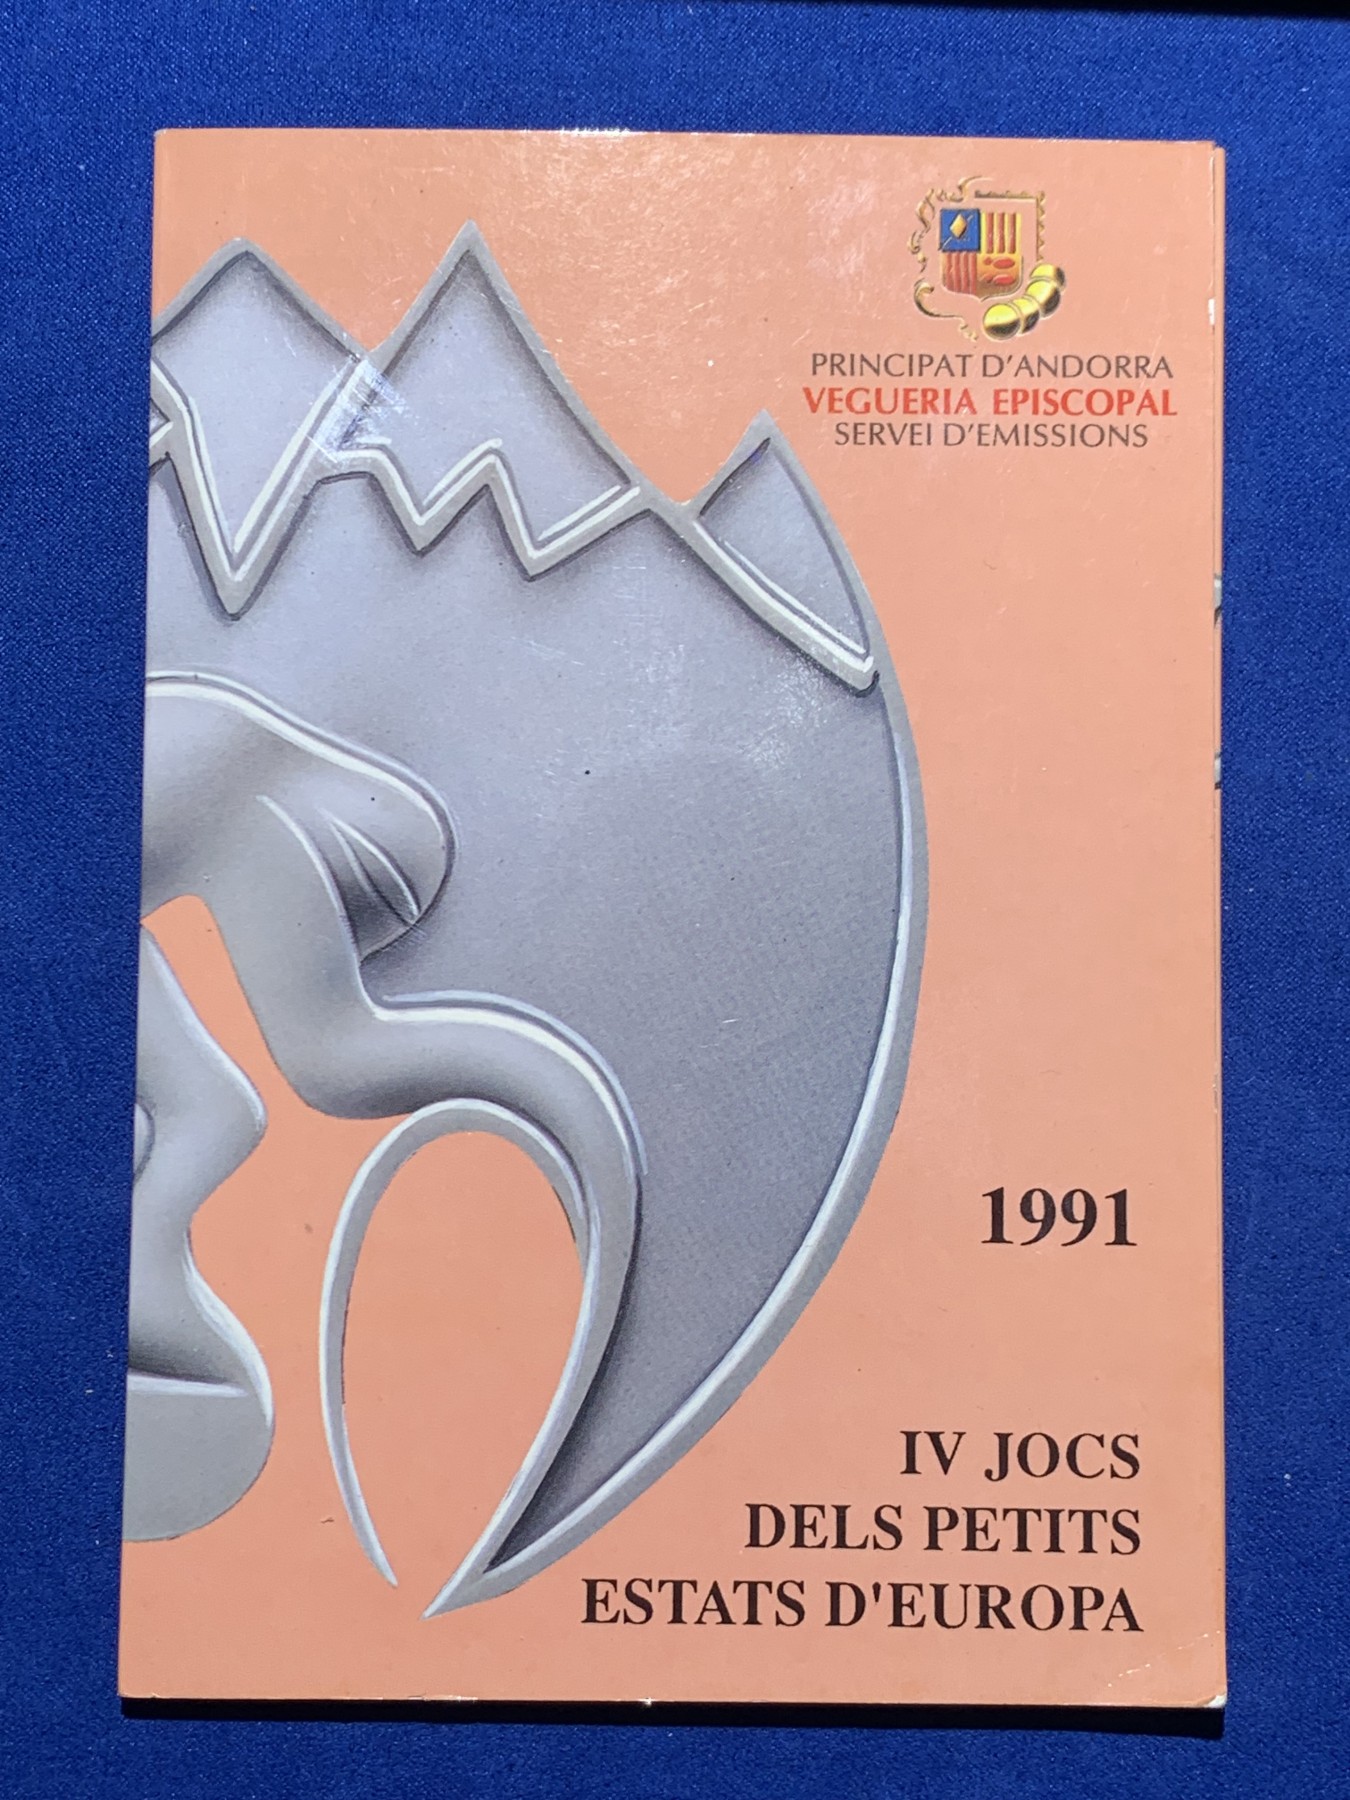 PRINCIPAT D'ANDORRA
VEGUERIA EPISCOPAL
SERVEI D'EMISSIONS
1991
IV JOCS
DELS PETITS
ESTATS D'EUROPA